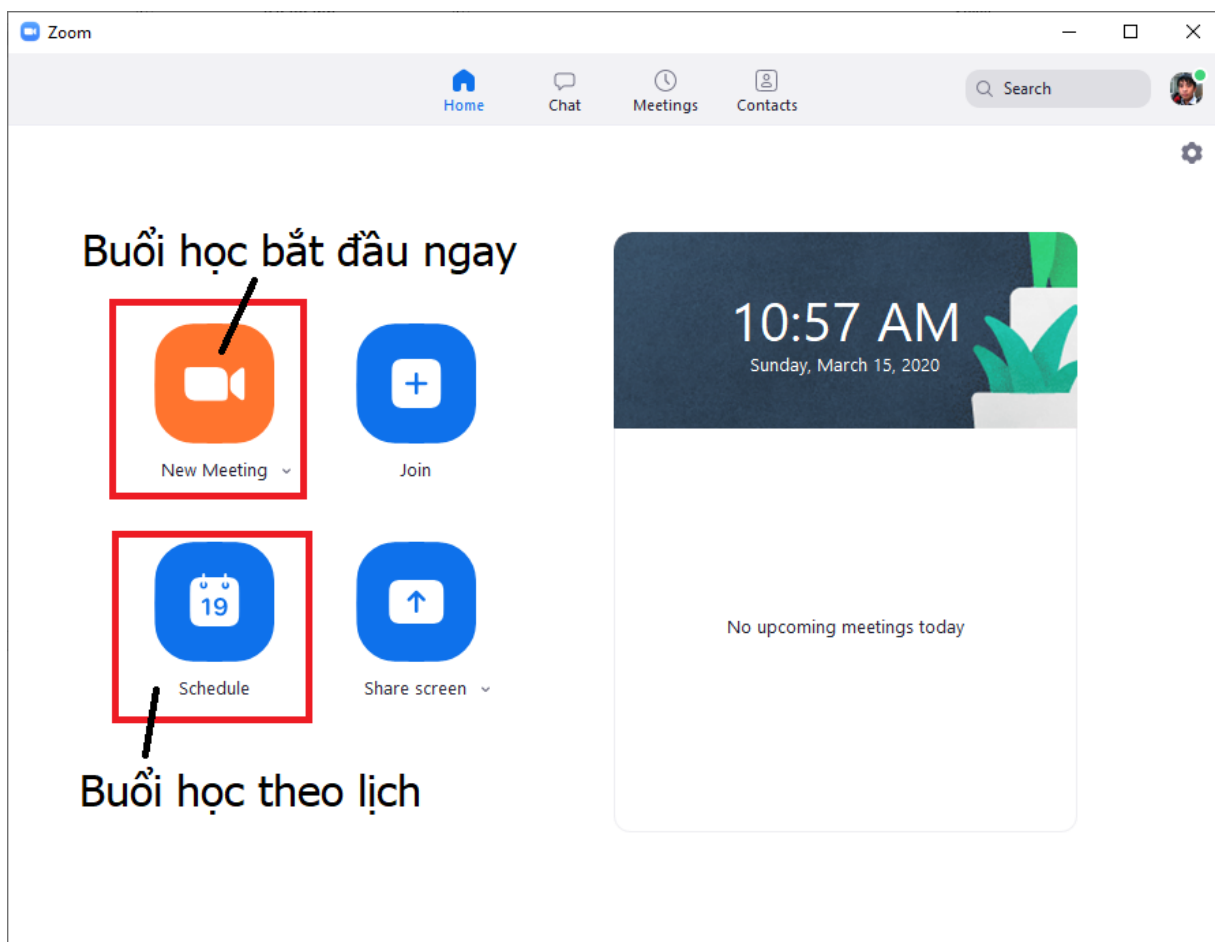 Zoom
Home Chat Meetings Contacts Search
Buổi học bắt đầu ngay
New Meeting Join
10:57 AM
Sunday, March 15, 2020
19
Schedule Share screen
No upcoming meetings today
Buổi học theo lịch